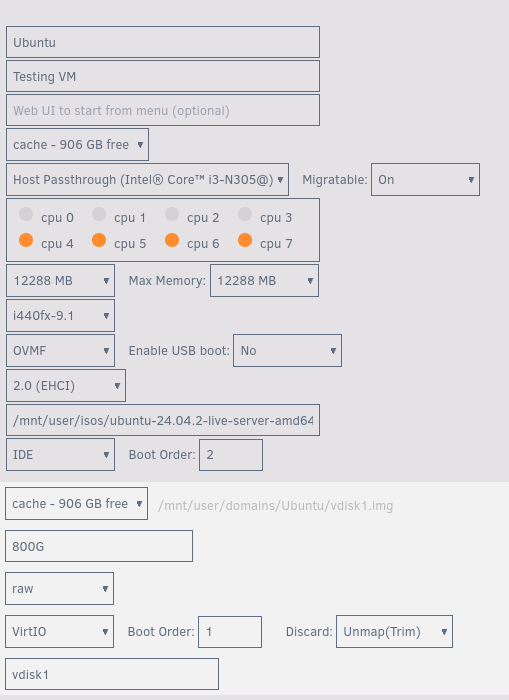 Ubuntu
Testing VM
Web UI to start from menu (optional)
cache - 906 GB free
Host Passthrough (Intel® Core™ i3-N305@) Migratable: On
cpu 0 cpu 1 cpu 2 cpu 3
cpu 4 cpu 5 cpu 6 cpu 7
12288 MB Max Memory: 12288 MB
i440fx-9.1
OVMF Enable USB boot: No
2.0 (EHCI)
/mnt/user/isos/ubuntu-24.04.2-live-server-amd64
IDE Boot Order: 2
cache - 906 GB free /mnt/user/domains/Ubuntu/vdisk1.img
800G
raw
VirtIO Boot Order: 1 Discard: Unmap(Trim)
vdisk1